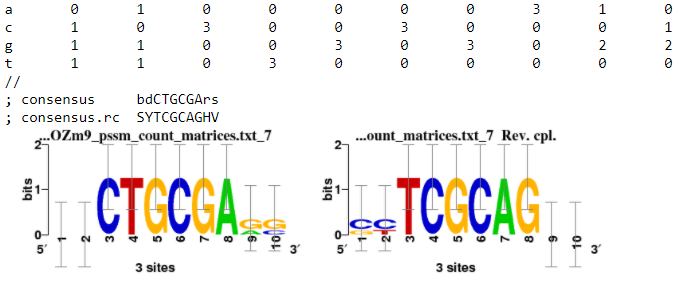 a 0 1 0 0 0 0 0 3 1 0
c 1 0 3 0 0 3 0 0 0 1
g 1 1 0 0 3 0 3 0 2 2
t 1 1 0 3 0 0 0 0 0 0
//
; consensus bdCTGCGArs
; consensus.rc SYTCGCAGHV
...OZm9_pssm_count_matrices.txt_7
2
1
0
bits
CTGCGA
5′ 1 2 3 4 5 6 7 8 9 10 3′
3 sites
...ount_matrices.txt_7 Rev. cpl.
2
1
0
bits
TCGCAG
5′ 1 2 3 4 5 6 7 8 9 10 3′
3 sites